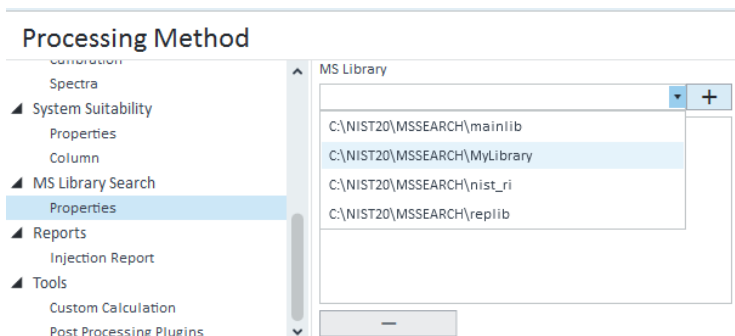 Processing Method
Calibration
Spectra
System Suitability
Properties
Column
MS Library Search
Properties
Reports
Injection Report
Tools
Custom Calculation
Post Processing Plugins
MS Library
C:\NIST20\MSSEARCH\mainlib
C:\NIST20\MSSEARCH\MyLibrary
C:\NIST20\MSSEARCH\nist_ri
C:\NIST20\MSSEARCH\replib